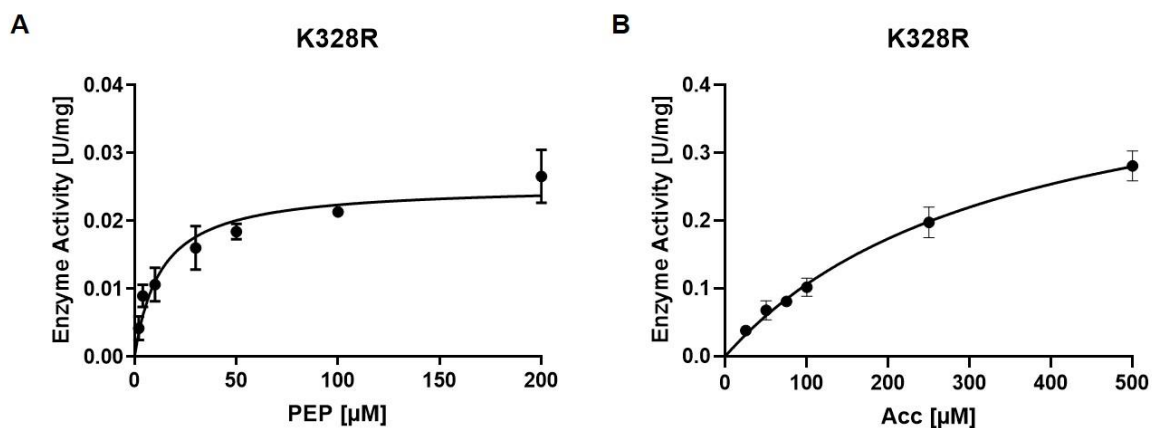 A
K328R
Enzyme Activity [U/mg]
0.04
0.03
0.02
0.01
0.00
0 50 100 150 200
PEP [µM]
B
K328R
Enzyme Activity [U/mg]
0.4
0.3
0.2
0.1
0.0
0 100 200 300 400 500
Acc [µM]